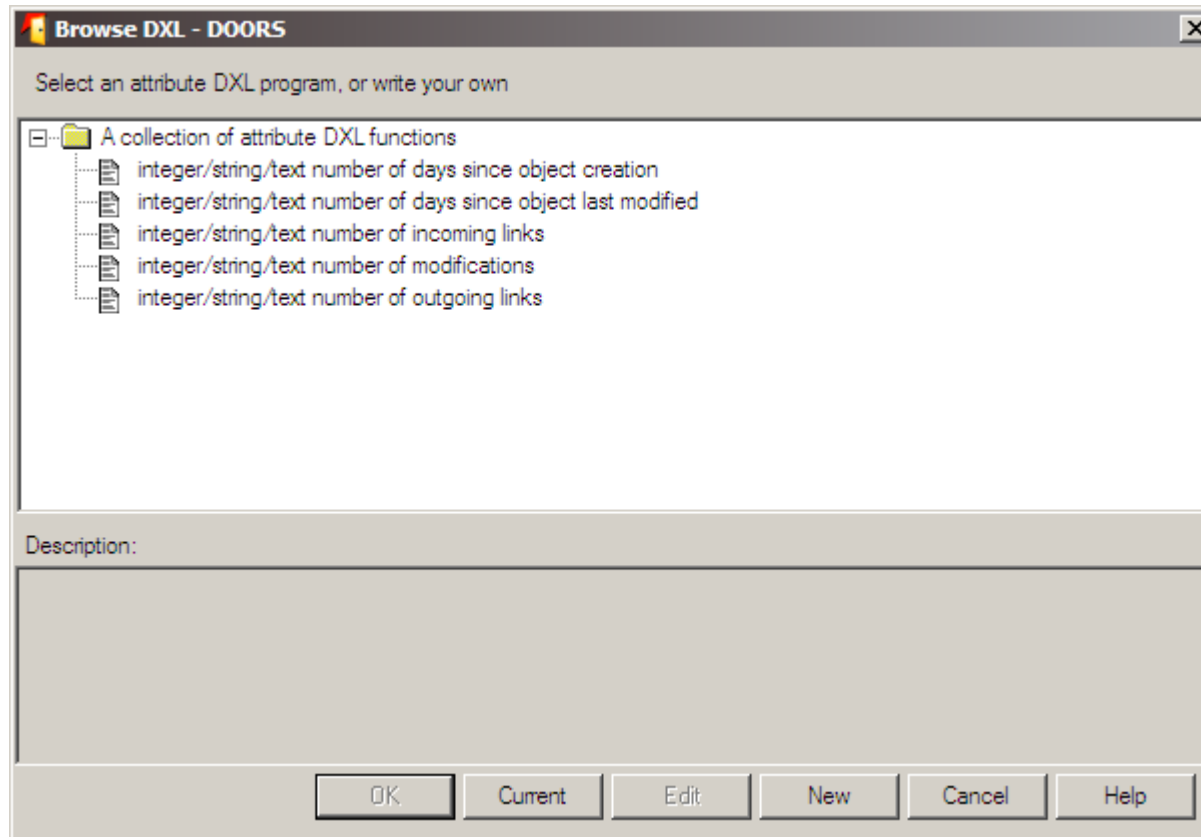 Browse DXL - DOORS
Select an attribute DXL program, or write your own
A collection of attribute DXL functions
integer/string/text number of days since object creation
integer/string/text number of days since object last modified
integer/string/text number of incoming links
integer/string/text number of modifications
integer/string/text number of outgoing links
Description:
OK Current Edit New Cancel Help